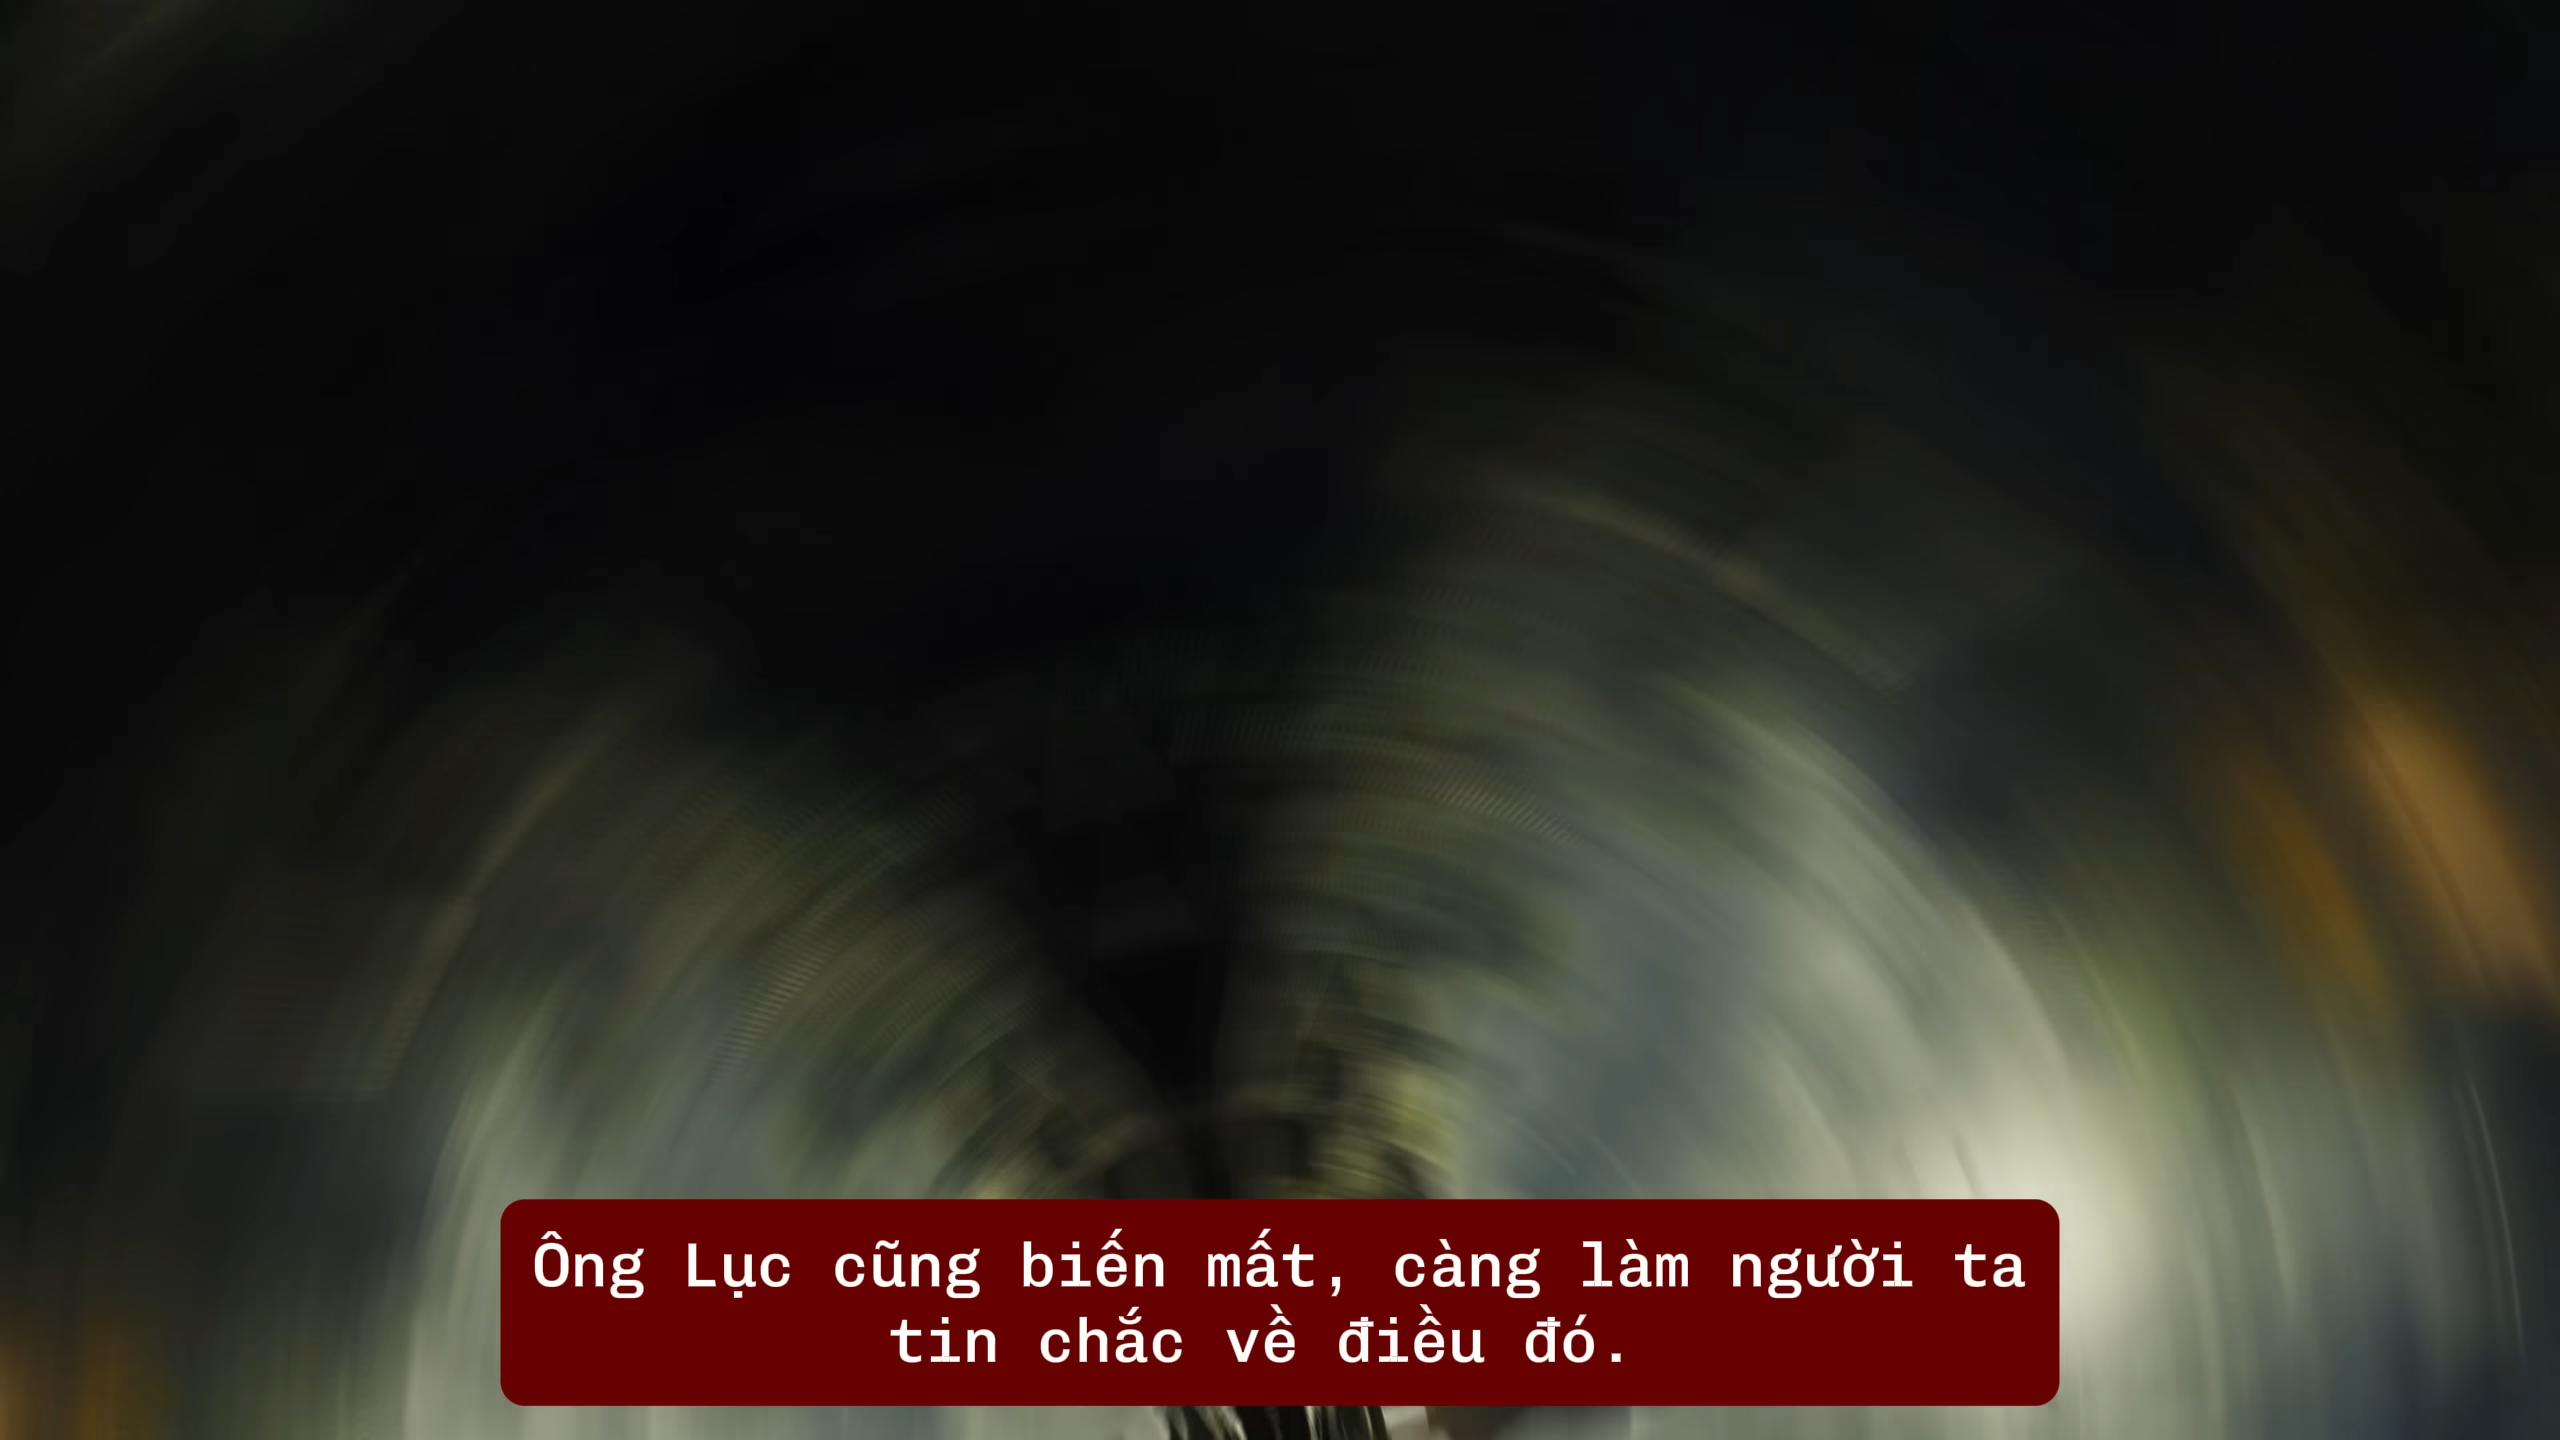 Ông Lục cũng biến mất, càng làm người ta
tin chắc về điều đó.